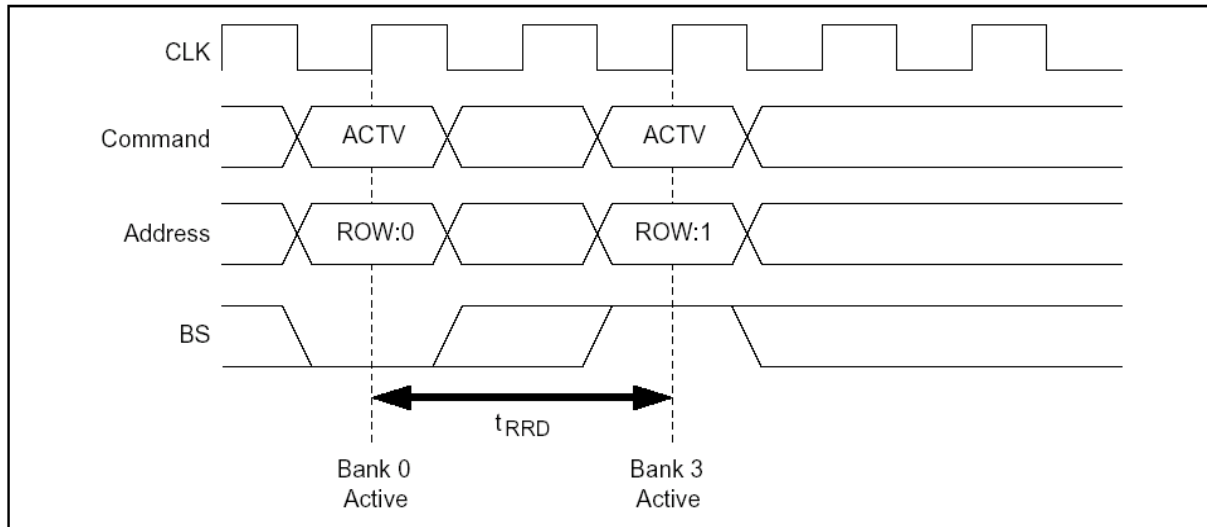 CLK
Command
ACTV
ACTV
Address
ROW:0
ROW:1
BS
tRRD
Bank 0
Active
Bank 3
Active